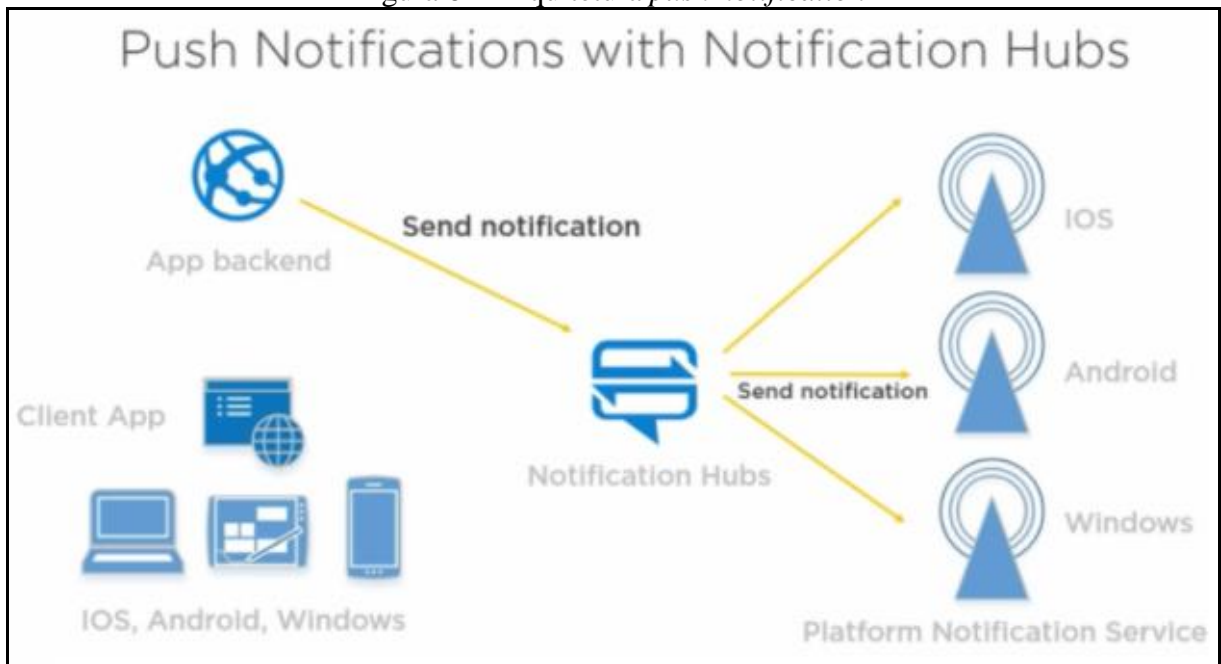 Push Notifications with Notification Hubs
App backend
Send notification
IOS
Android
Send notification
Notification Hubs
Windows
Client App
IOS, Android, Windows
Platform Notification Service